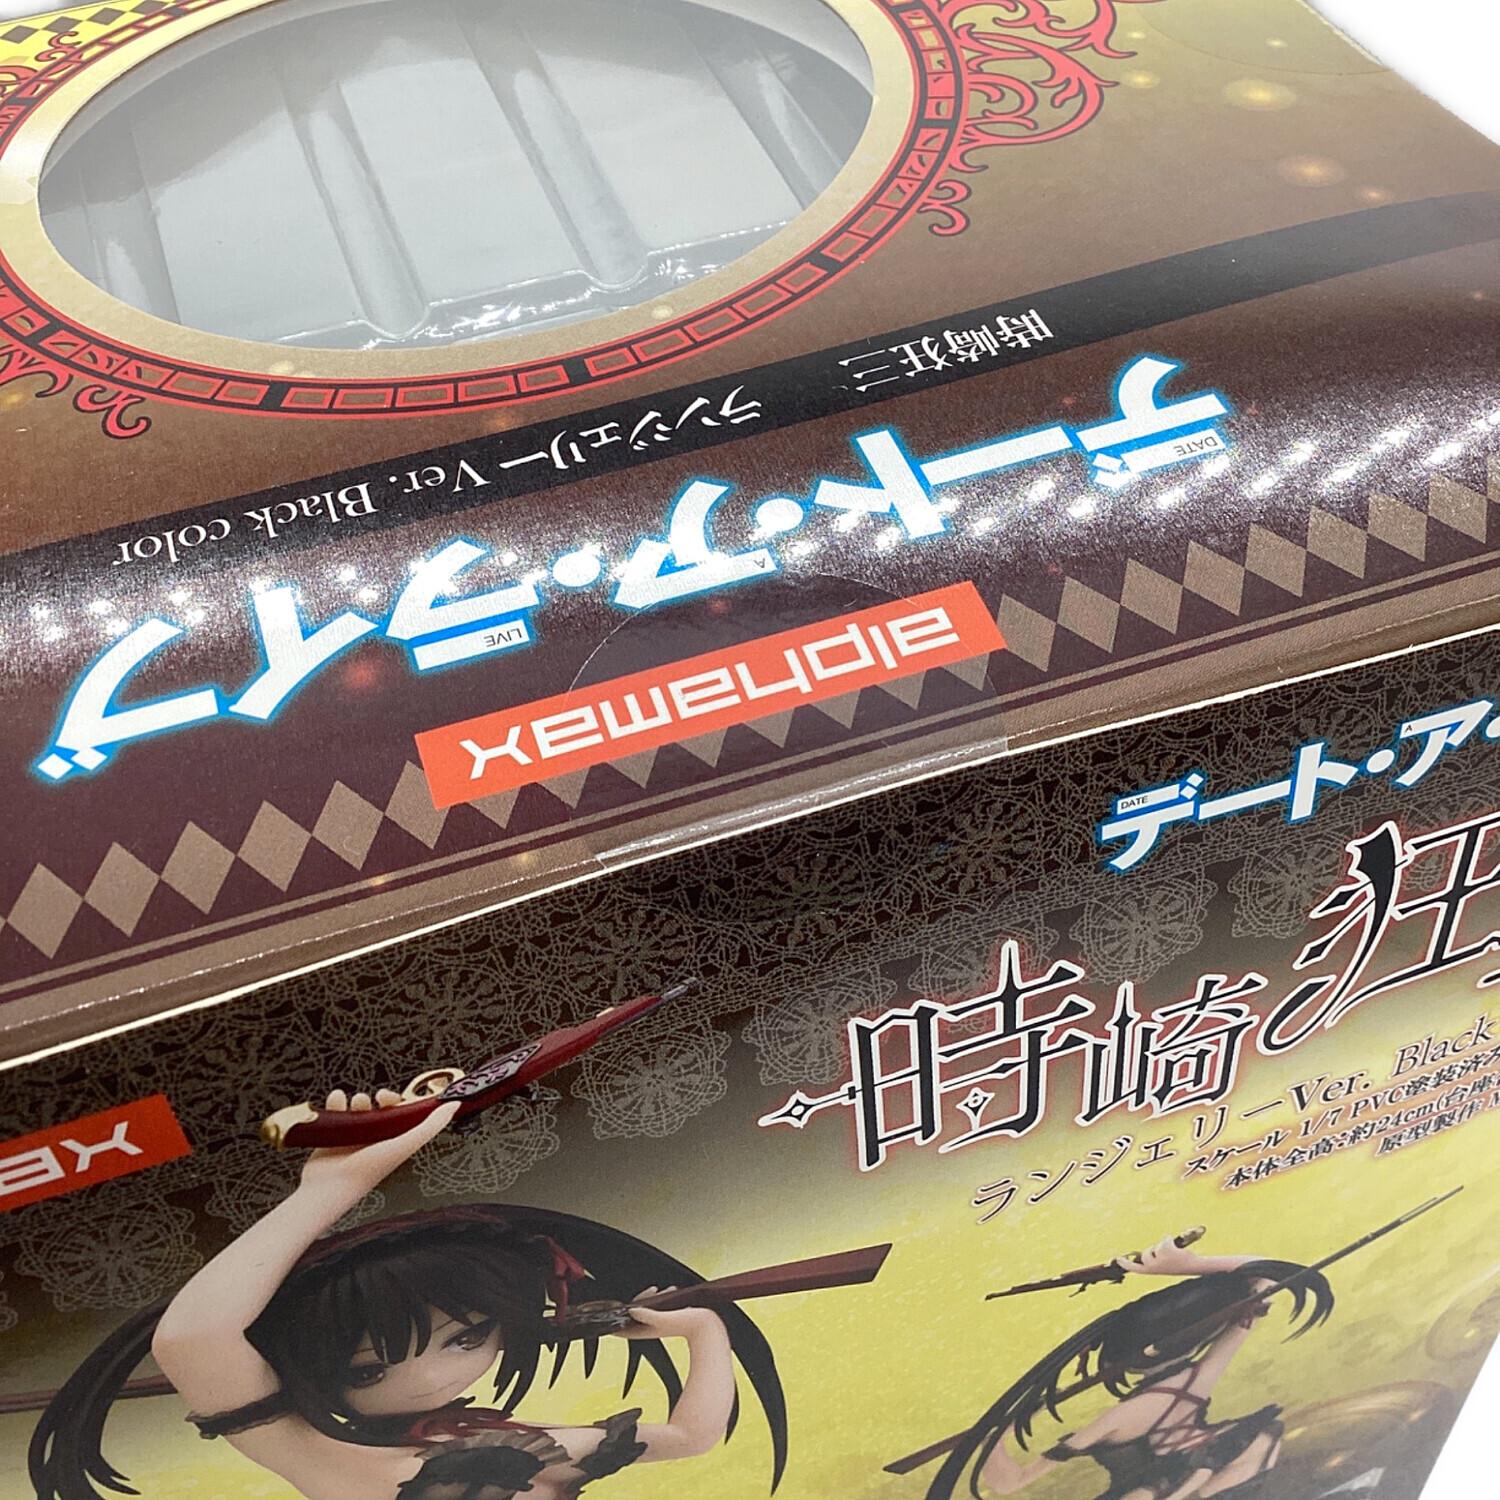 時崎狂三 ランジェリー Ver. Black color
デート・ア・ライブ
DATE A LIVE
alphamax
デート・ア・
DATE A
時崎狂
ランジェリーVer. Black
スケール 1/7 PVC塗装済み
本体全高:約24cm(台座
原型製作 M
ax